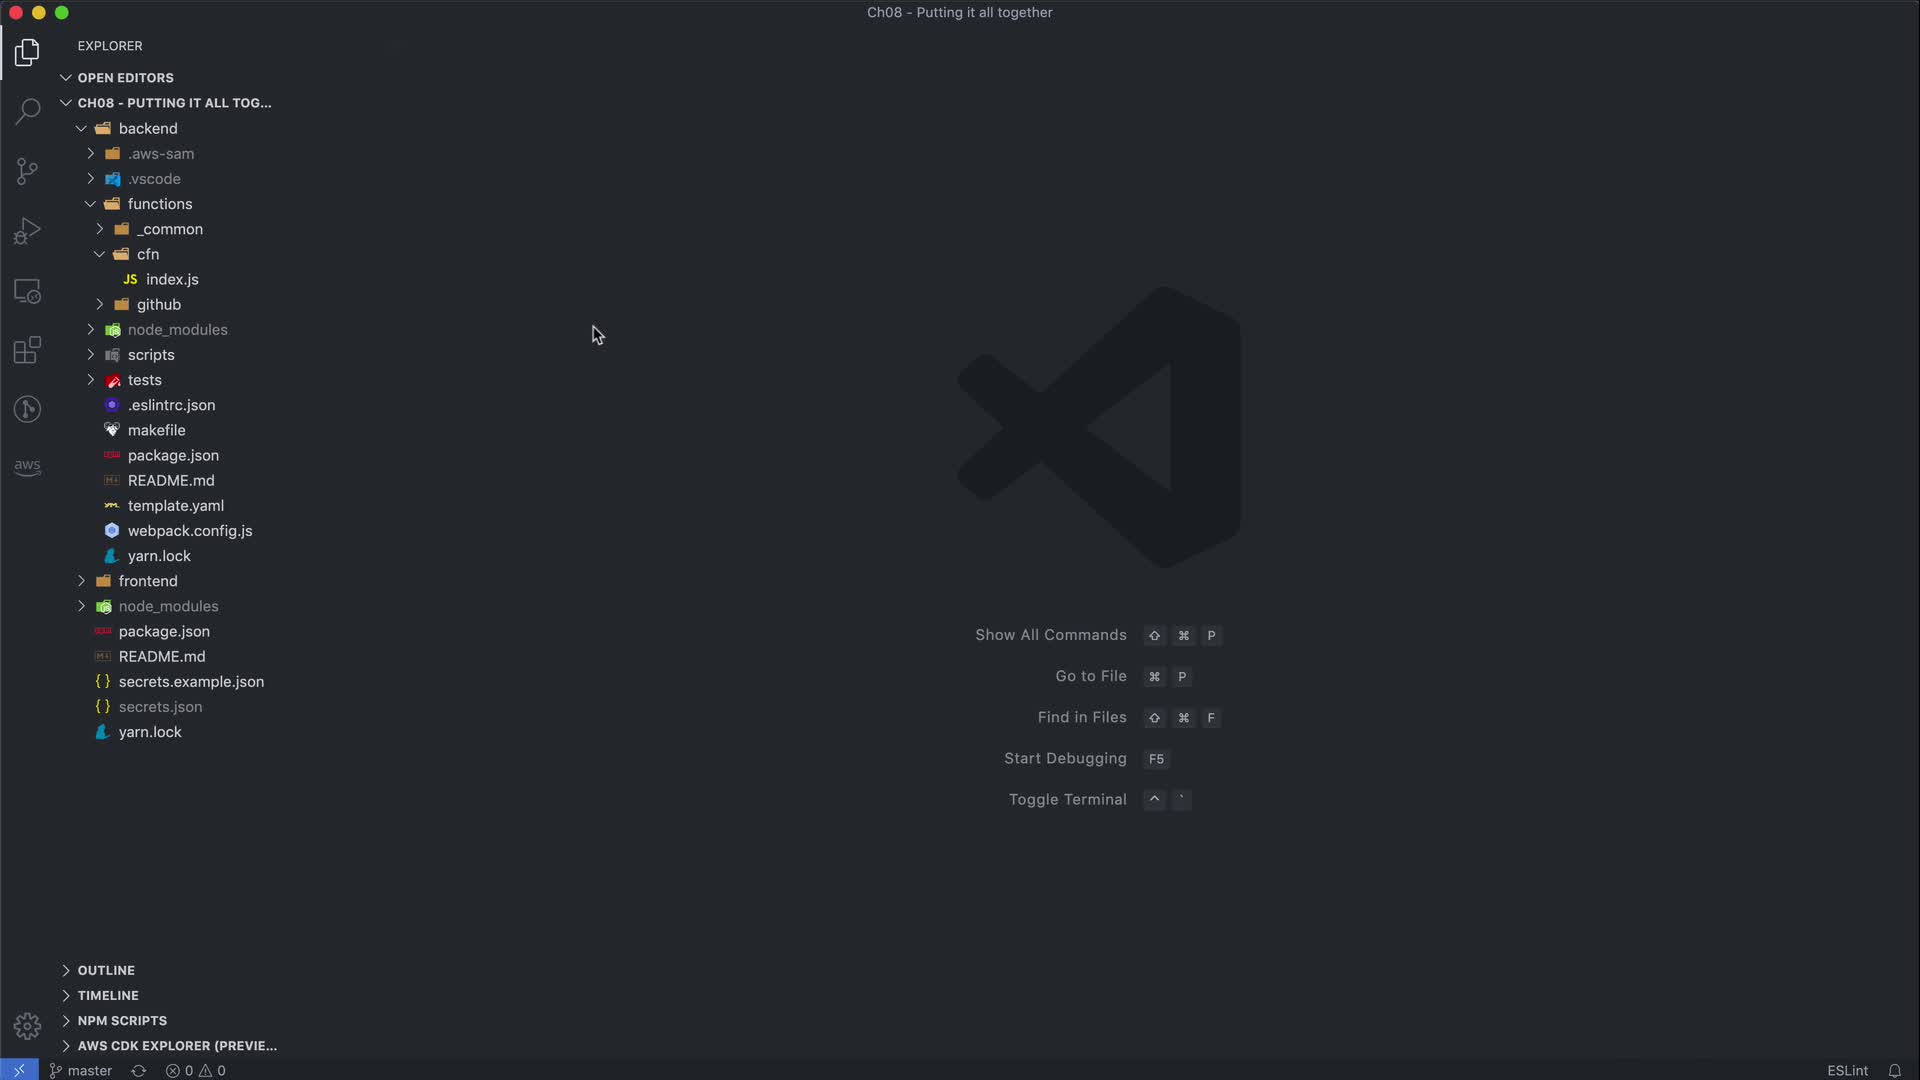 Ch08 - Putting it all together
EXPLORER
OPEN EDITORS
CH08 - PUTTING IT ALL TOG...
backend
.aws-sam
.vscode
functions
_common
cfn
JS index.js
github
node_modules
scripts
tests
.eslintrc.json
makefile
package.json
README.md
template.yaml
webpack.config.js
yarn.lock
frontend
node_modules
package.json
README.md
{} secrets.example.json
{} secrets.json
yarn.lock
aws
Show All Commands ⇧ ⌘ P
Go to File ⌘ P
Find in Files ⇧ ⌘ F
Start Debugging F5
Toggle Terminal ^ `
OUTLINE
TIMELINE
NPM SCRIPTS
AWS CDK EXPLORER (PREVIE...
master 0 0
ESLint